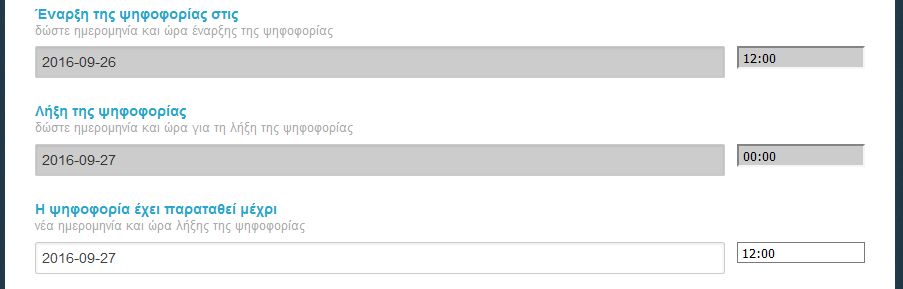 Έναρξη της ψηφοφορίας στις
δώστε ημερομηνία και ώρα έναρξης της ψηφοφορίας
2016-09-26 12:00
Λήξη της ψηφοφορίας
δώστε ημερομηνία και ώρα για τη λήξη της ψηφοφορίας
2016-09-27 00:00
Η ψηφοφορία έχει παραταθεί μέχρι
νέα ημερομηνία και ώρα λήξης της ψηφοφορίας
2016-09-27 12:00